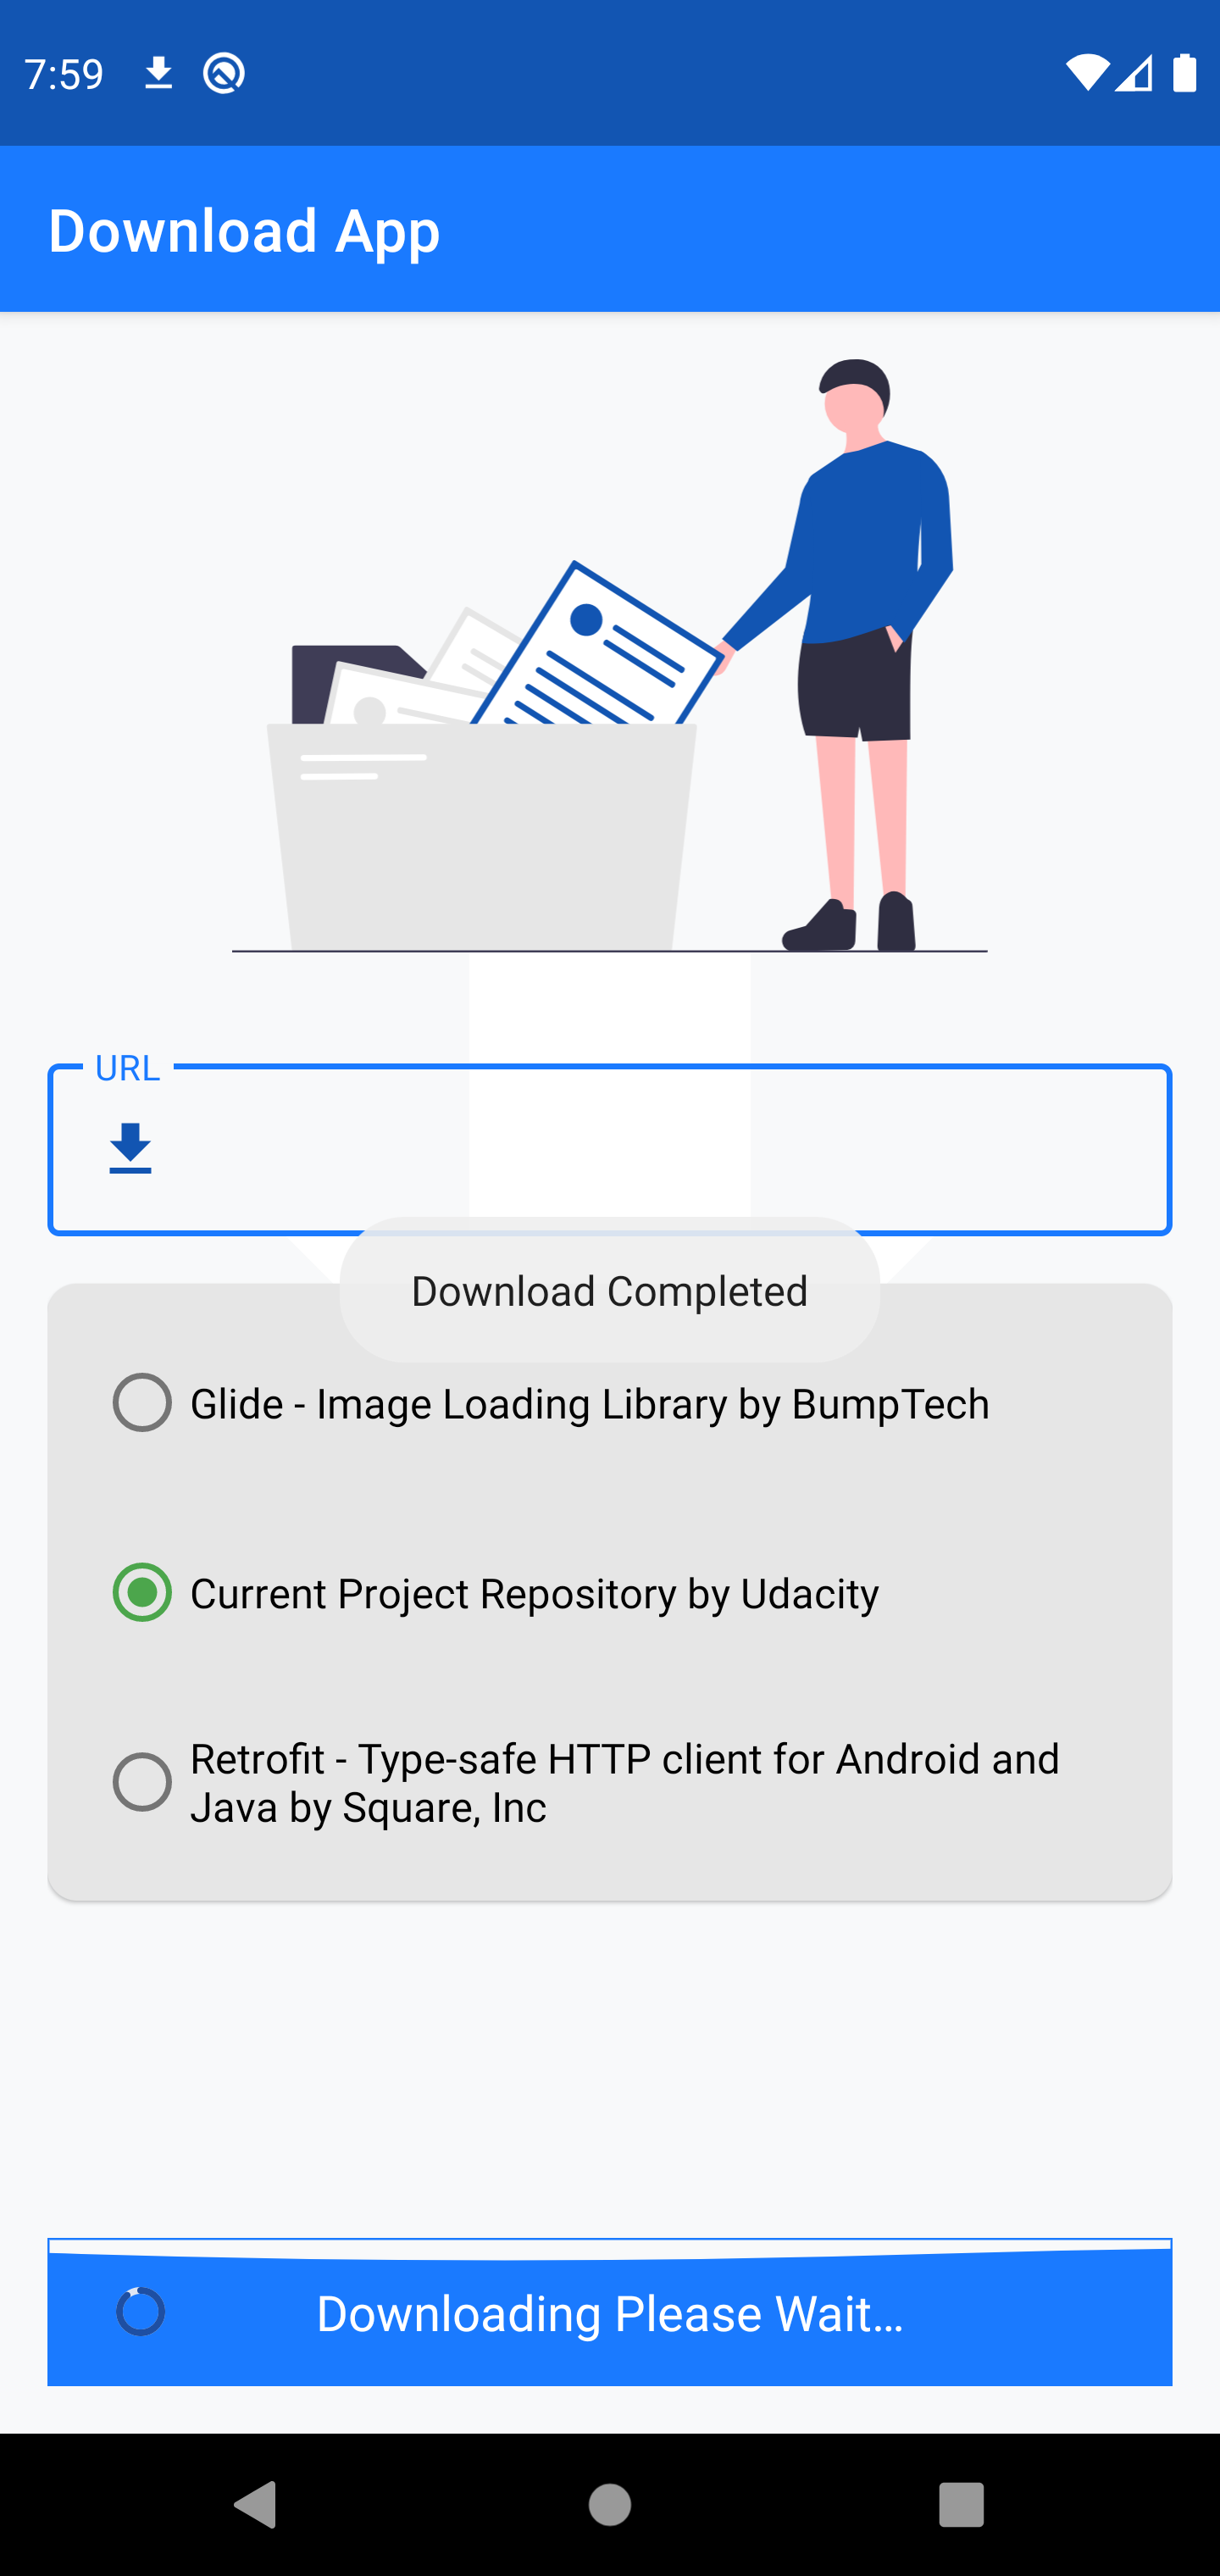 7:59
Download App
URL
Download Completed
Glide - Image Loading Library by BumpTech
Current Project Repository by Udacity
Retrofit - Type-safe HTTP client for Android and
Java by Square, Inc
Downloading Please Wait...